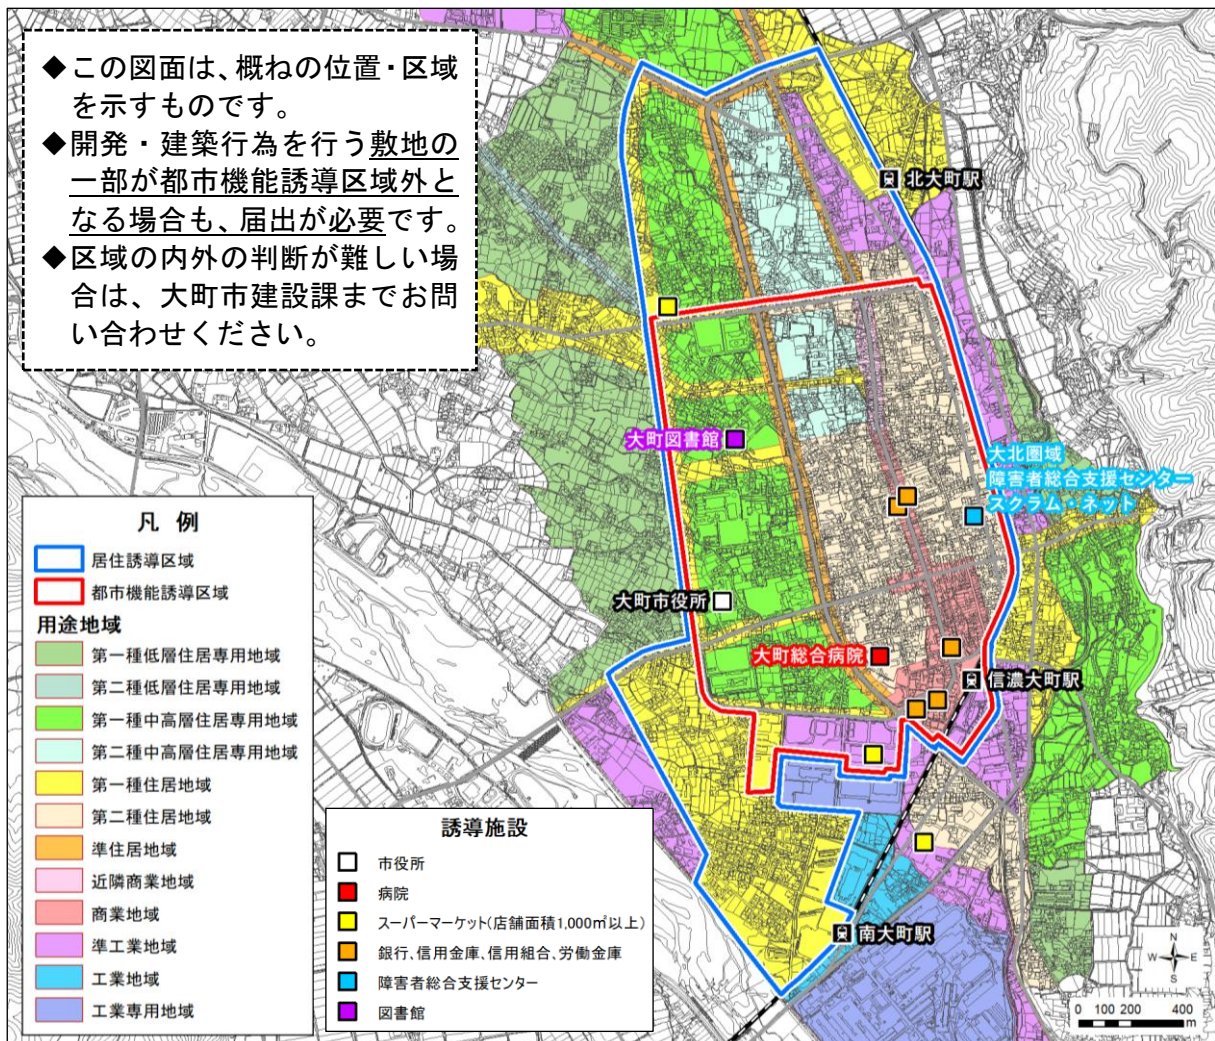 ◆この図面は、概ねの位置・区域
を示すものです。
◆開発・建築行為を行う敷地の
一部が都市機能誘導区域外と
なる場合も、届出が必要です。
◆区域の内外の判断が難しい場
合は、大町市建設課までお問
い合わせください。
北大町駅
大町図書館
大北圏域
障害者総合支援センター
スクラム・ネット
大町市役所
大町総合病院
信濃大町駅
南大町駅
凡 例
居住誘導区域
都市機能誘導区域
用途地域
第一種低層住居専用地域
第二種低層住居専用地域
第一種中高層住居専用地域
第二種中高層住居専用地域
第一種住居地域
第二種住居地域
準住居地域
近隣商業地域
商業地域
準工業地域
工業地域
工業専用地域
誘導施設
市役所
病院
スーパーマーケット(店舗面積1,000㎡以上)
銀行、信用金庫、信用組合、労働金庫
障害者総合支援センター
図書館
N
W E
S
0 100 200 400
m